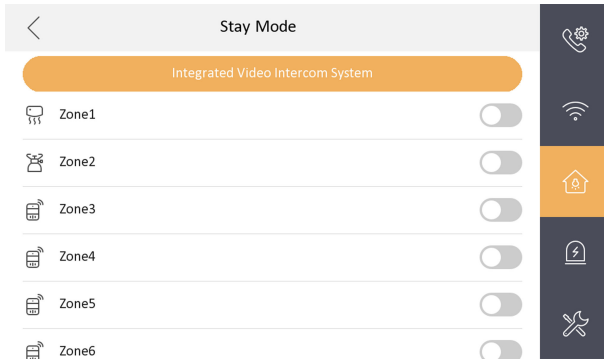 Stay Mode
Integrated Video Intercom System
Zone1
Zone2
Zone3
Zone4
Zone5
Zone6